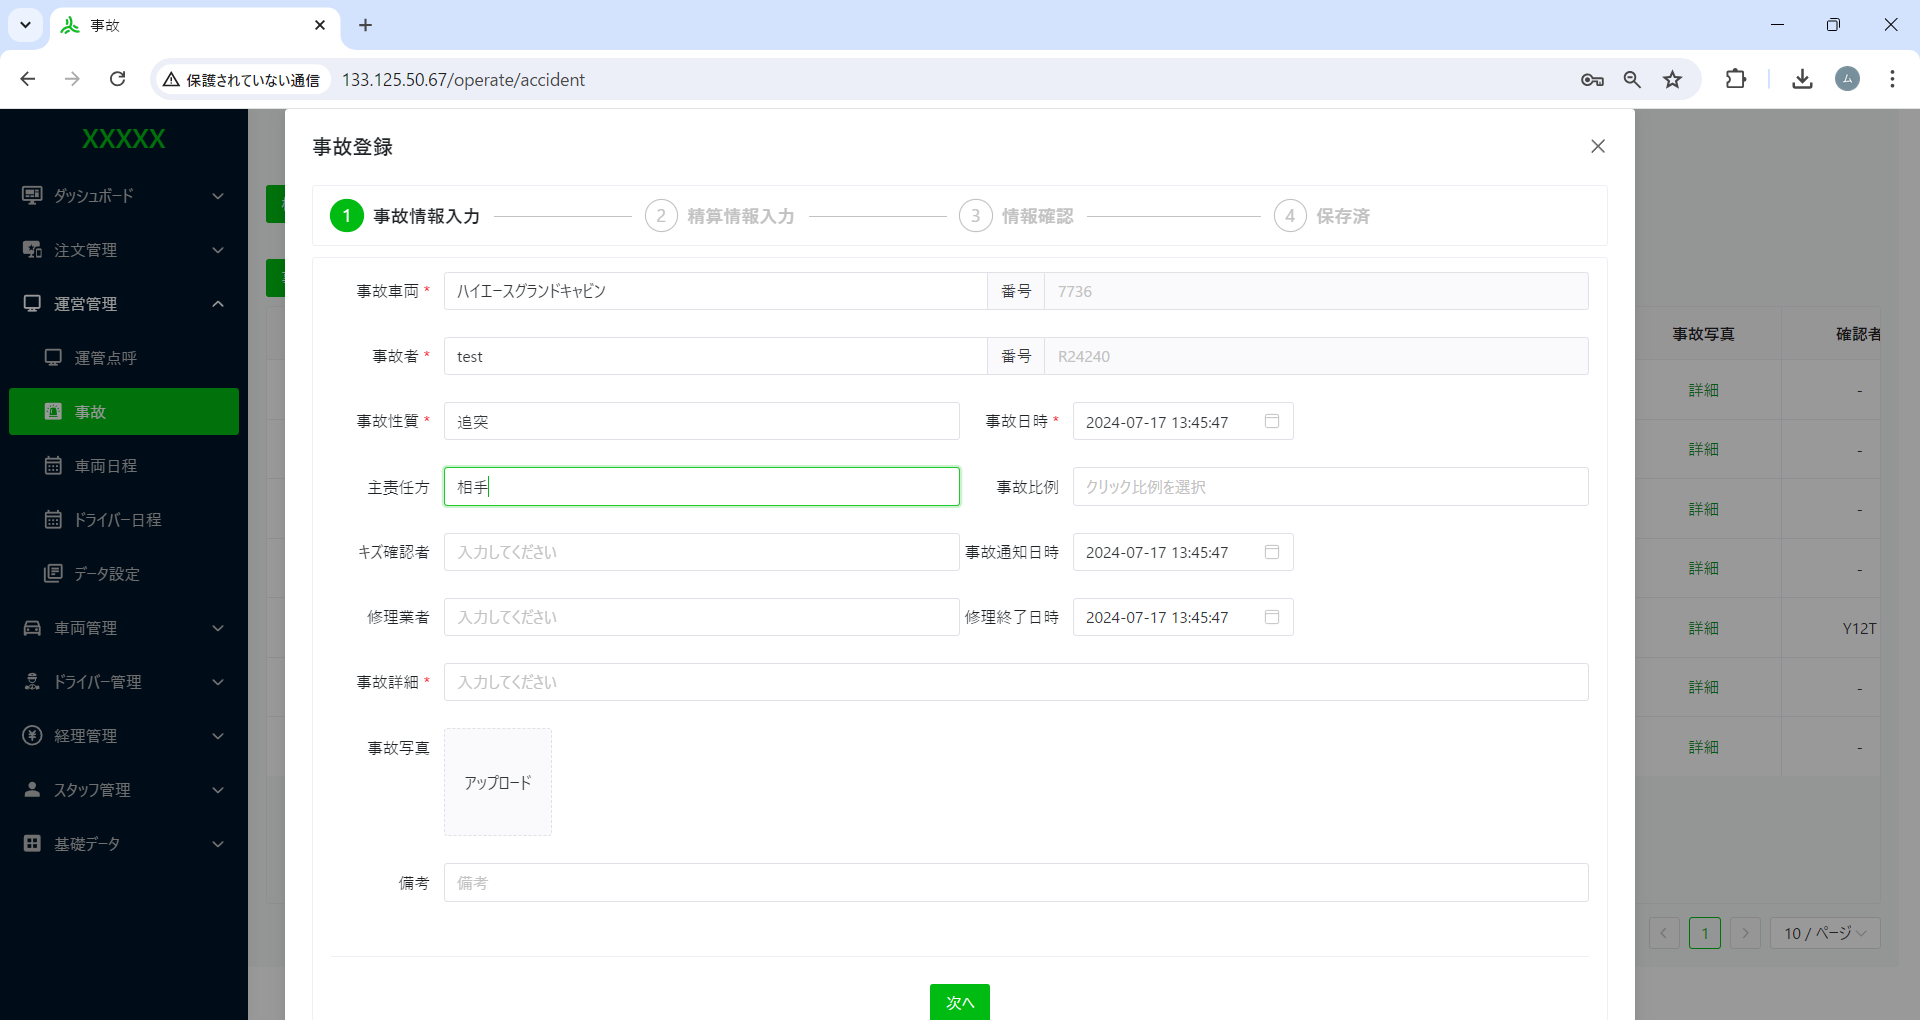 事故
保護されていない通信 133.125.50.67/operate/accident
ム
XXXXX
ダッシュボード
注文管理
運営管理
運管点呼
事故
車両日程
ドライバー日程
データ設定
車両管理
ドライバー管理
経理管理
スタッフ管理
基礎データ
事故登録
1 事故情報入力 2 精算情報入力 3 情報確認 4 保存済
事故車両 * ハイエースグランドキャビン 番号 7736
事故者 * test 番号 R24240
事故性質 * 追突 事故日時 * 2024-07-17 13:45:47
主責任方 相手 事故比例 クリック比例を選択
キズ確認者 入力してください 事故通知日時 2024-07-17 13:45:47
修理業者 入力してください 修理終了日時 2024-07-17 13:45:47
事故詳細 * 入力してください
事故写真 アップロード
備考 備考
次へ
事故写真 確認者
詳細 -
詳細 -
詳細 -
詳細 -
詳細 Y12T
詳細 -
詳細 -
1 10 / ページ